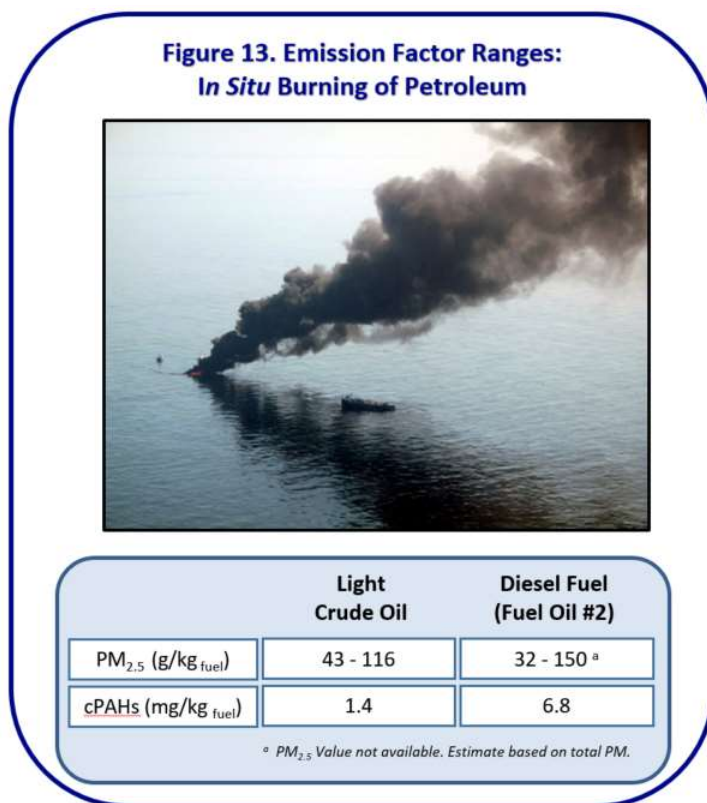 Figure 13. Emission Factor Ranges:
In Situ Burning of Petroleum
Light
Crude Oil
Diesel Fuel
(Fuel Oil #2)
PM2.5 (g/kg fuel) 43 - 116 32 - 150 a
cPAHs (mg/kg fuel) 1.4 6.8
a PM2.5 Value not available. Estimate based on total PM.